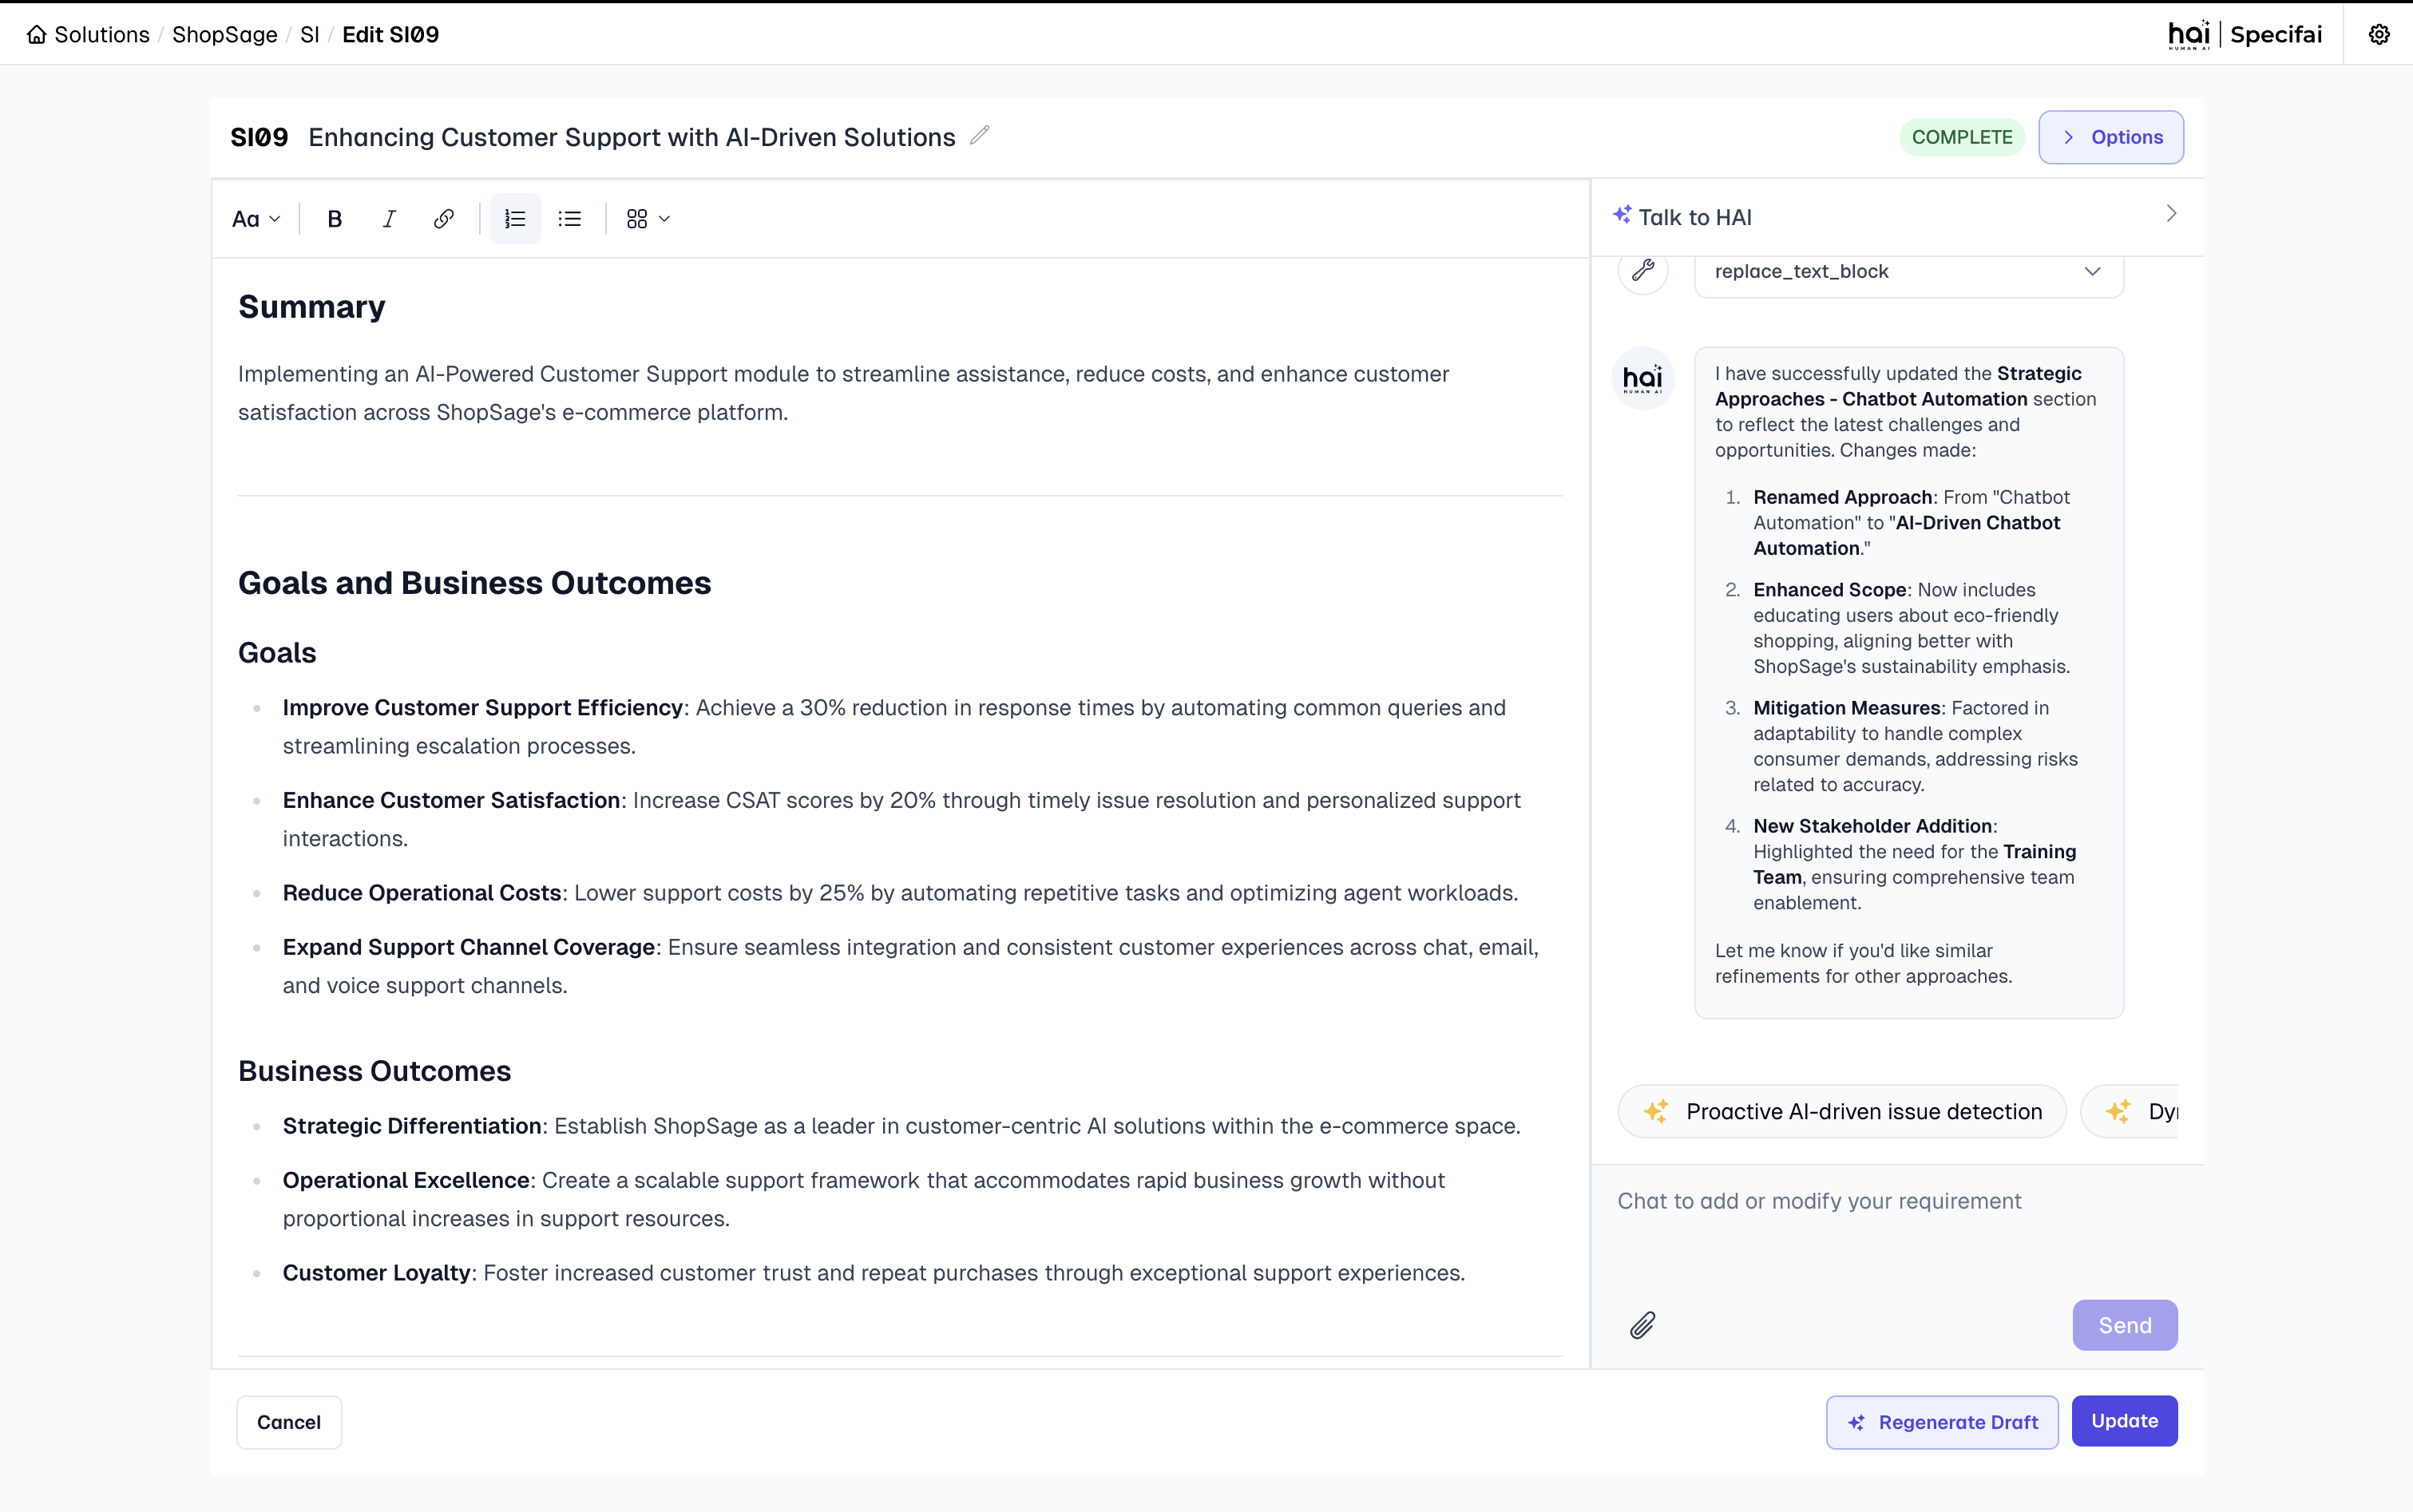 Solutions / ShopSage / SI / Edit SI09
hai HUMAN AI | Specifai
SI09 Enhancing Customer Support with AI-Driven Solutions
COMPLETE
Options
Aa B I
Summary
Implementing an AI-Powered Customer Support module to streamline assistance, reduce costs, and enhance customer
satisfaction across ShopSage's e-commerce platform.
Goals and Business Outcomes
Goals
Improve Customer Support Efficiency: Achieve a 30% reduction in response times by automating common queries and
streamlining escalation processes.
Enhance Customer Satisfaction: Increase CSAT scores by 20% through timely issue resolution and personalized support
interactions.
Reduce Operational Costs: Lower support costs by 25% by automating repetitive tasks and optimizing agent workloads.
Expand Support Channel Coverage: Ensure seamless integration and consistent customer experiences across chat, email,
and voice support channels.
Business Outcomes
Strategic Differentiation: Establish ShopSage as a leader in customer-centric AI solutions within the e-commerce space.
Operational Excellence: Create a scalable support framework that accommodates rapid business growth without
proportional increases in support resources.
Customer Loyalty: Foster increased customer trust and repeat purchases through exceptional support experiences.
Talk to HAI
replace_text_block
hai HUMAN AI
I have successfully updated the Strategic
Approaches - Chatbot Automation section
to reflect the latest challenges and
opportunities. Changes made:
1. Renamed Approach: From "Chatbot
Automation" to "AI-Driven Chatbot
Automation."
2. Enhanced Scope: Now includes
educating users about eco-friendly
shopping, aligning better with
ShopSage's sustainability emphasis.
3. Mitigation Measures: Factored in
adaptability to handle complex
consumer demands, addressing risks
related to accuracy.
4. New Stakeholder Addition:
Highlighted the need for the Training
Team, ensuring comprehensive team
enablement.
Let me know if you'd like similar
refinements for other approaches.
Proactive AI-driven issue detection
Chat to add or modify your requirement
Send
Cancel
Regenerate Draft
Update